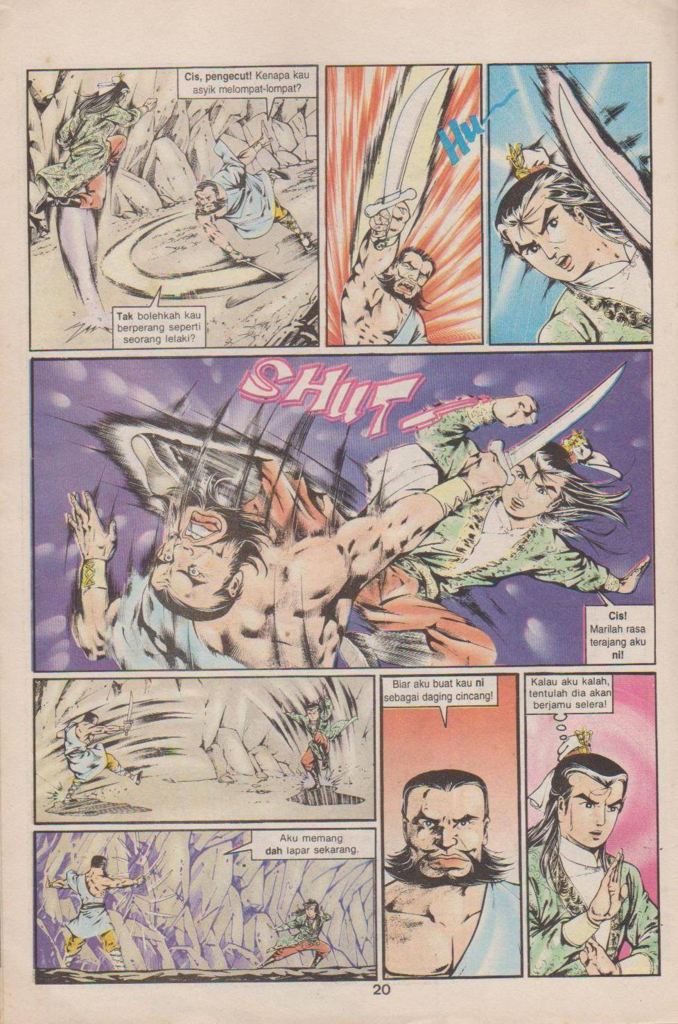 Cis, pengecut! Kenapa kau
asyik melompat-lompat?
Tak bolehkah kau
berperang seperti
seorang lelaki?
Hu
SHUT
Cis!
Marilah rasa
terajang aku
ni!
Aku memang
dah lapar sekarang.
Biar aku buat kau ni
sebagai daging cincang!
Kalau aku kalah,
tentulah dia akan
berjamu selera!
20